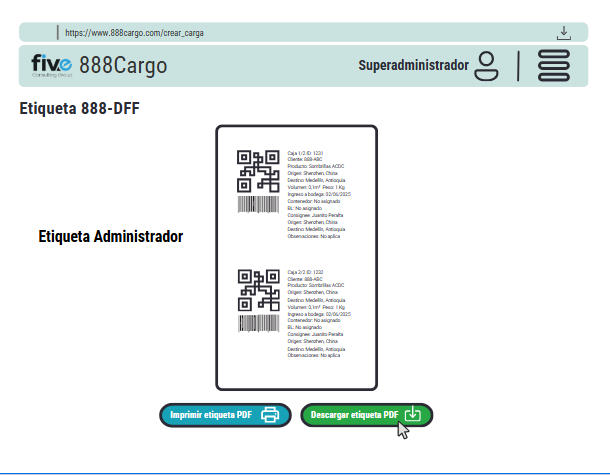 https://www.888cargo.com/crear_carga
five
Consulting Group
888Cargo
Superadministrador
Etiqueta 888-DFF
Etiqueta Administrador
Caja 1/2 ID: 1231
Cliente: 888-ABC
Producto: Sombrillas ACDC
Origen: Shenzhen, China
Destino: Medellín, Antioquia
Volumen: 0,1m³ Peso: 1 Kg
Ingreso a bodega: 02/06/2025
Contenedor: No asignado
BL: No asignado
Consignee: Juanito Peralta
Origen: Shenzhen, China
Destino: Medellín, Antioquia
Observaciones: No aplica
Caja 2/2 ID: 1232
Cliente: 888-ABC
Producto: Sombrillas ACDC
Origen: Shenzhen, China
Destino: Medellín, Antioquia
Volumen: 0,1m³ Peso: 1 Kg
Ingreso a bodega: 02/06/2025
Contenedor: No asignado
BL: No asignado
Consignee: Juanito Peralta
Origen: Shenzhen, China
Destino: Medellín, Antioquia
Observaciones: No aplica
Imprimir etiqueta PDF
Descargar etiqueta PDF